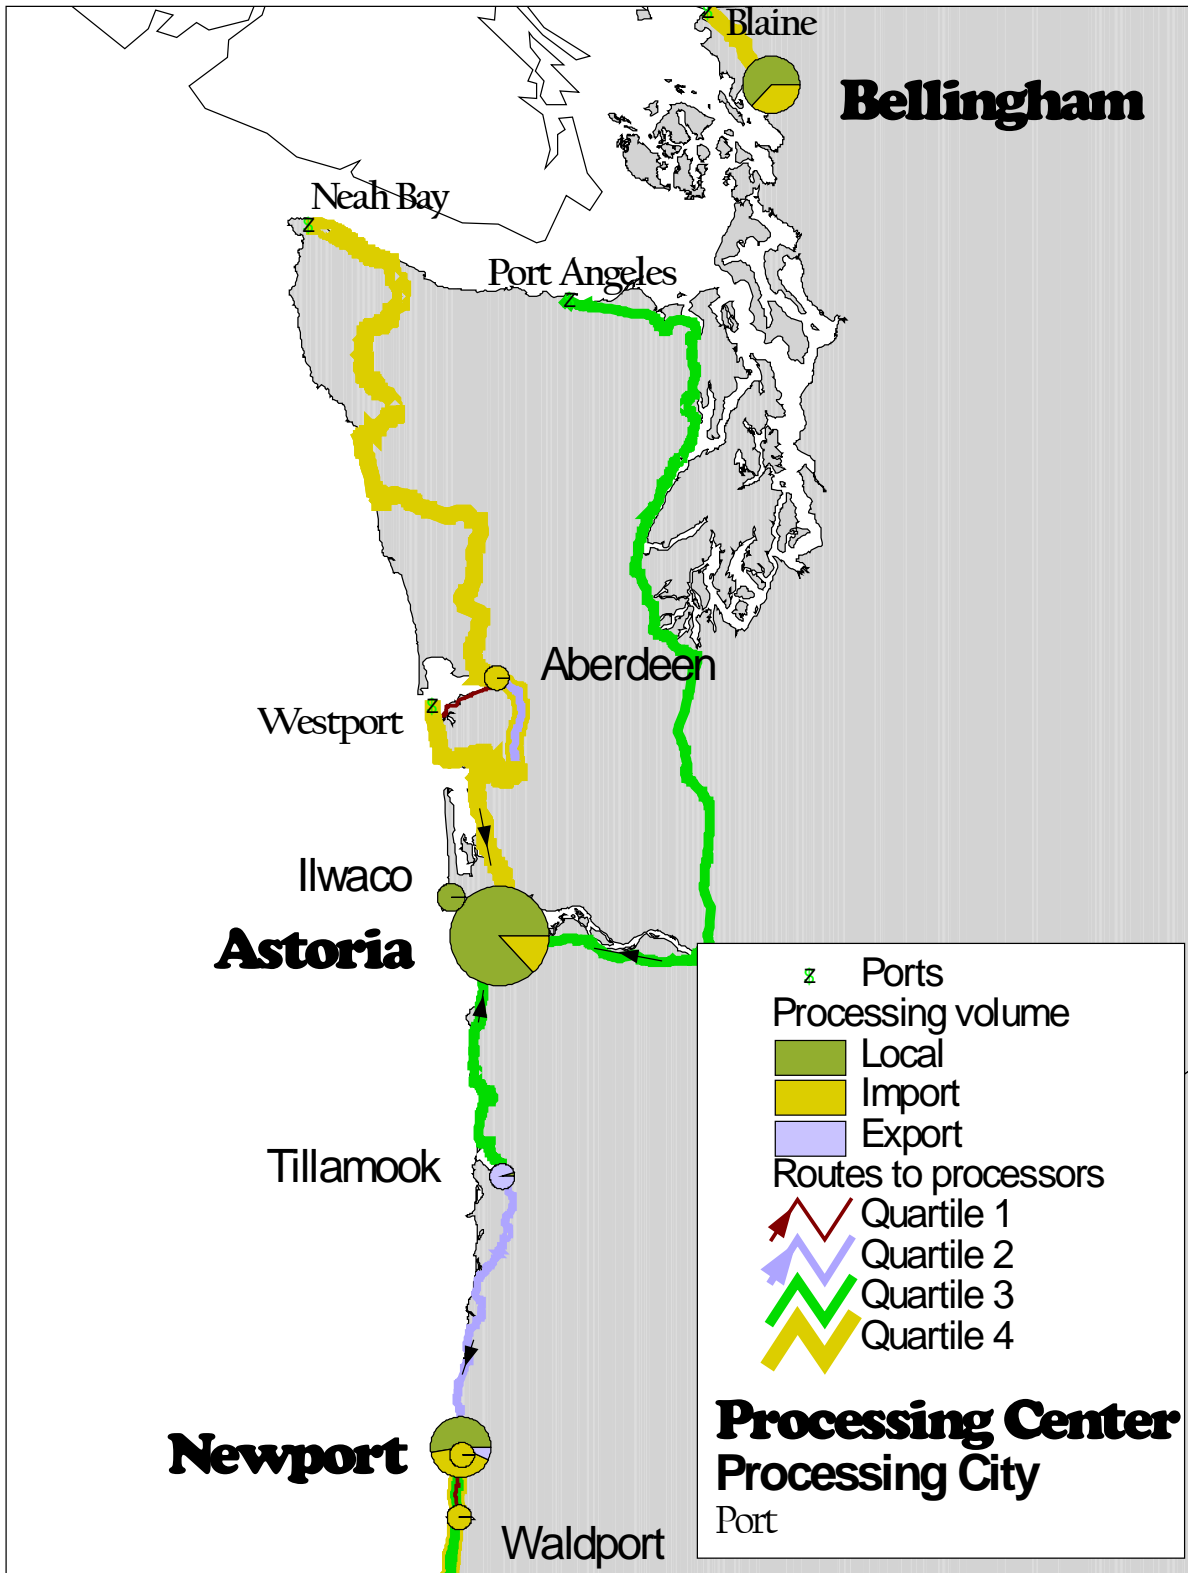 Blaine
Bellingham
Neah Bay
z
Port Angeles
z
Aberdeen
z
Westport
Ilwaco
Astoria
z Ports
Processing volume
Local
Import
Export
Tillamook
Routes to processors
Quartile 1
Quartile 2
Quartile 3
Quartile 4
Processing Center
Newport
Processing City
Port
Waldport